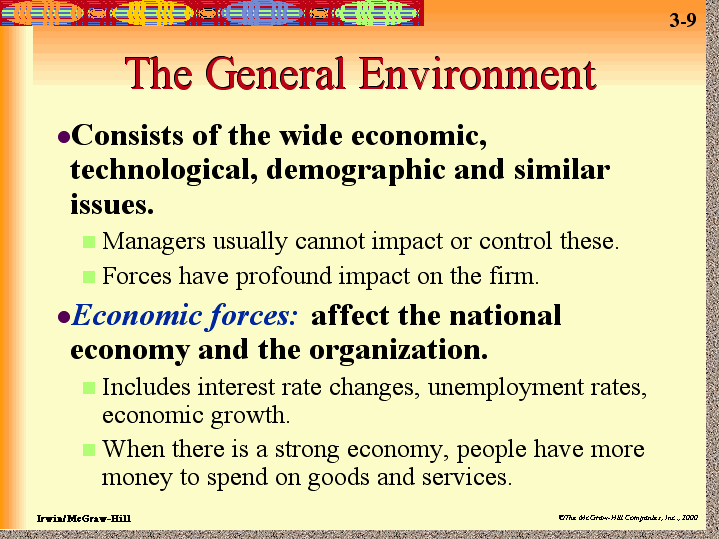 3-9
The General Environment
Consists of the wide economic,
technological, demographic and similar
issues.
Managers usually cannot impact or control these.
Forces have profound impact on the firm.
Economic forces: affect the national
economy and the organization.
Includes interest rate changes, unemployment rates,
economic growth.
When there is a strong economy, people have more
money to spend on goods and services.
Irwin/McGraw-Hill
©The McGraw-Hill Companies, Inc., 2000